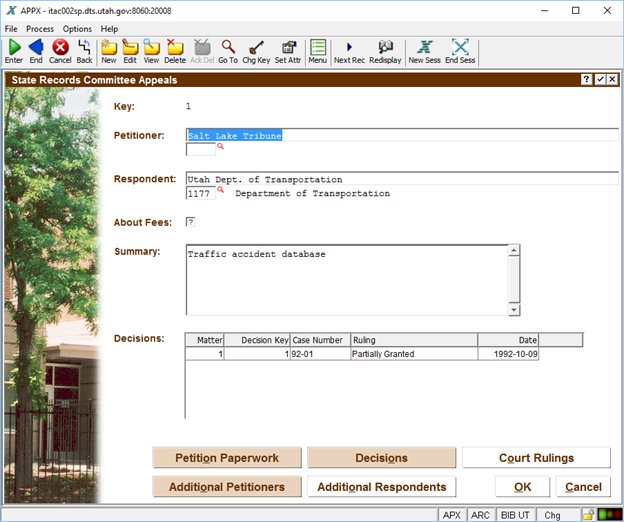 APPX - itac002sp.dts.utah.gov:8060:20008
File Process Options Help
Enter End Cancel Back New Edit View Delete Ack Del Go To Chg Key Set Attr Menu Next Rec Redisplay New Sess End Sess
State Records Committee Appeals
Key: 1
Petitioner: Salt Lake Tribune
Respondent: Utah Dept. of Transportation
1177 Department of Transportation
About Fees: ?
Summary: Traffic accident database
Decisions: Matter Decision Key Case Number Ruling Date
1 1 92-01 Partially Granted 1992-10-09
Petition Paperwork Decisions Court Rulings
Additional Petitioners Additional Respondents OK Cancel
APX ARC BIB UT Chg